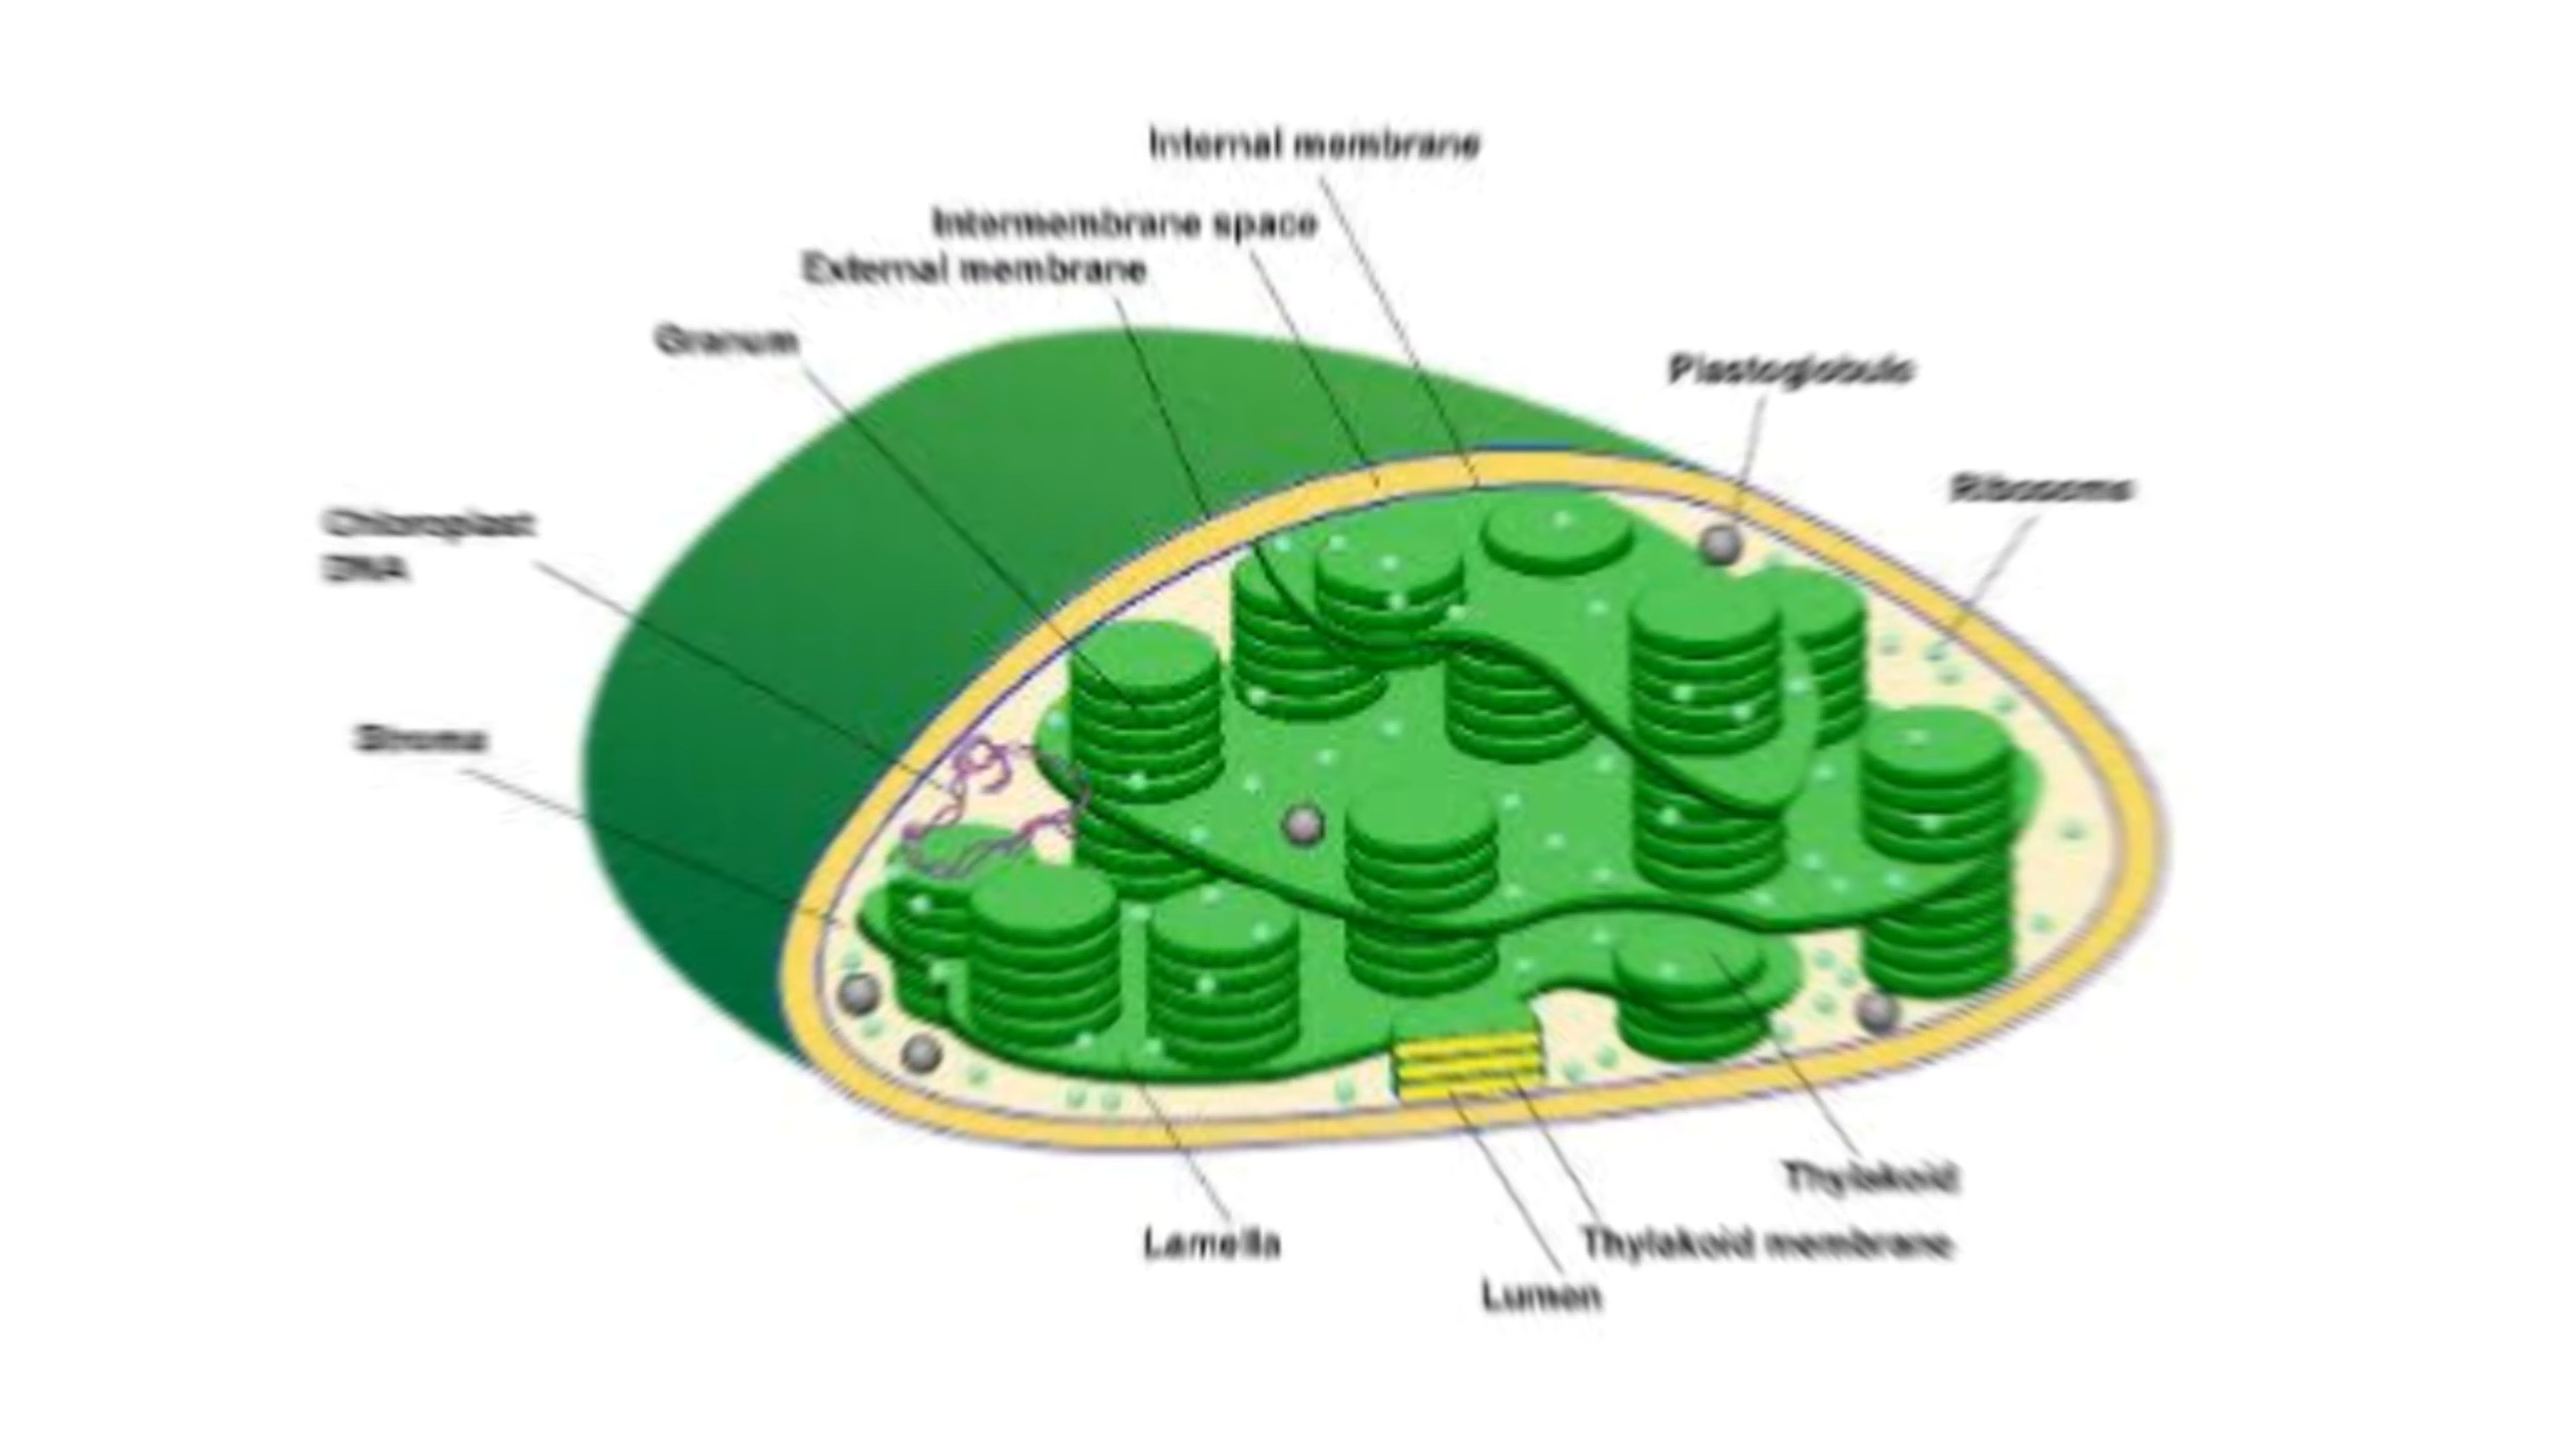 Internal membrane
Intermembrane space
External membrane
Granum
Plastoglobule
Ribosome
Chloroplast
DNA
Stroma
Thylakoid
Lamella
Thylakoid membrane
Lumen